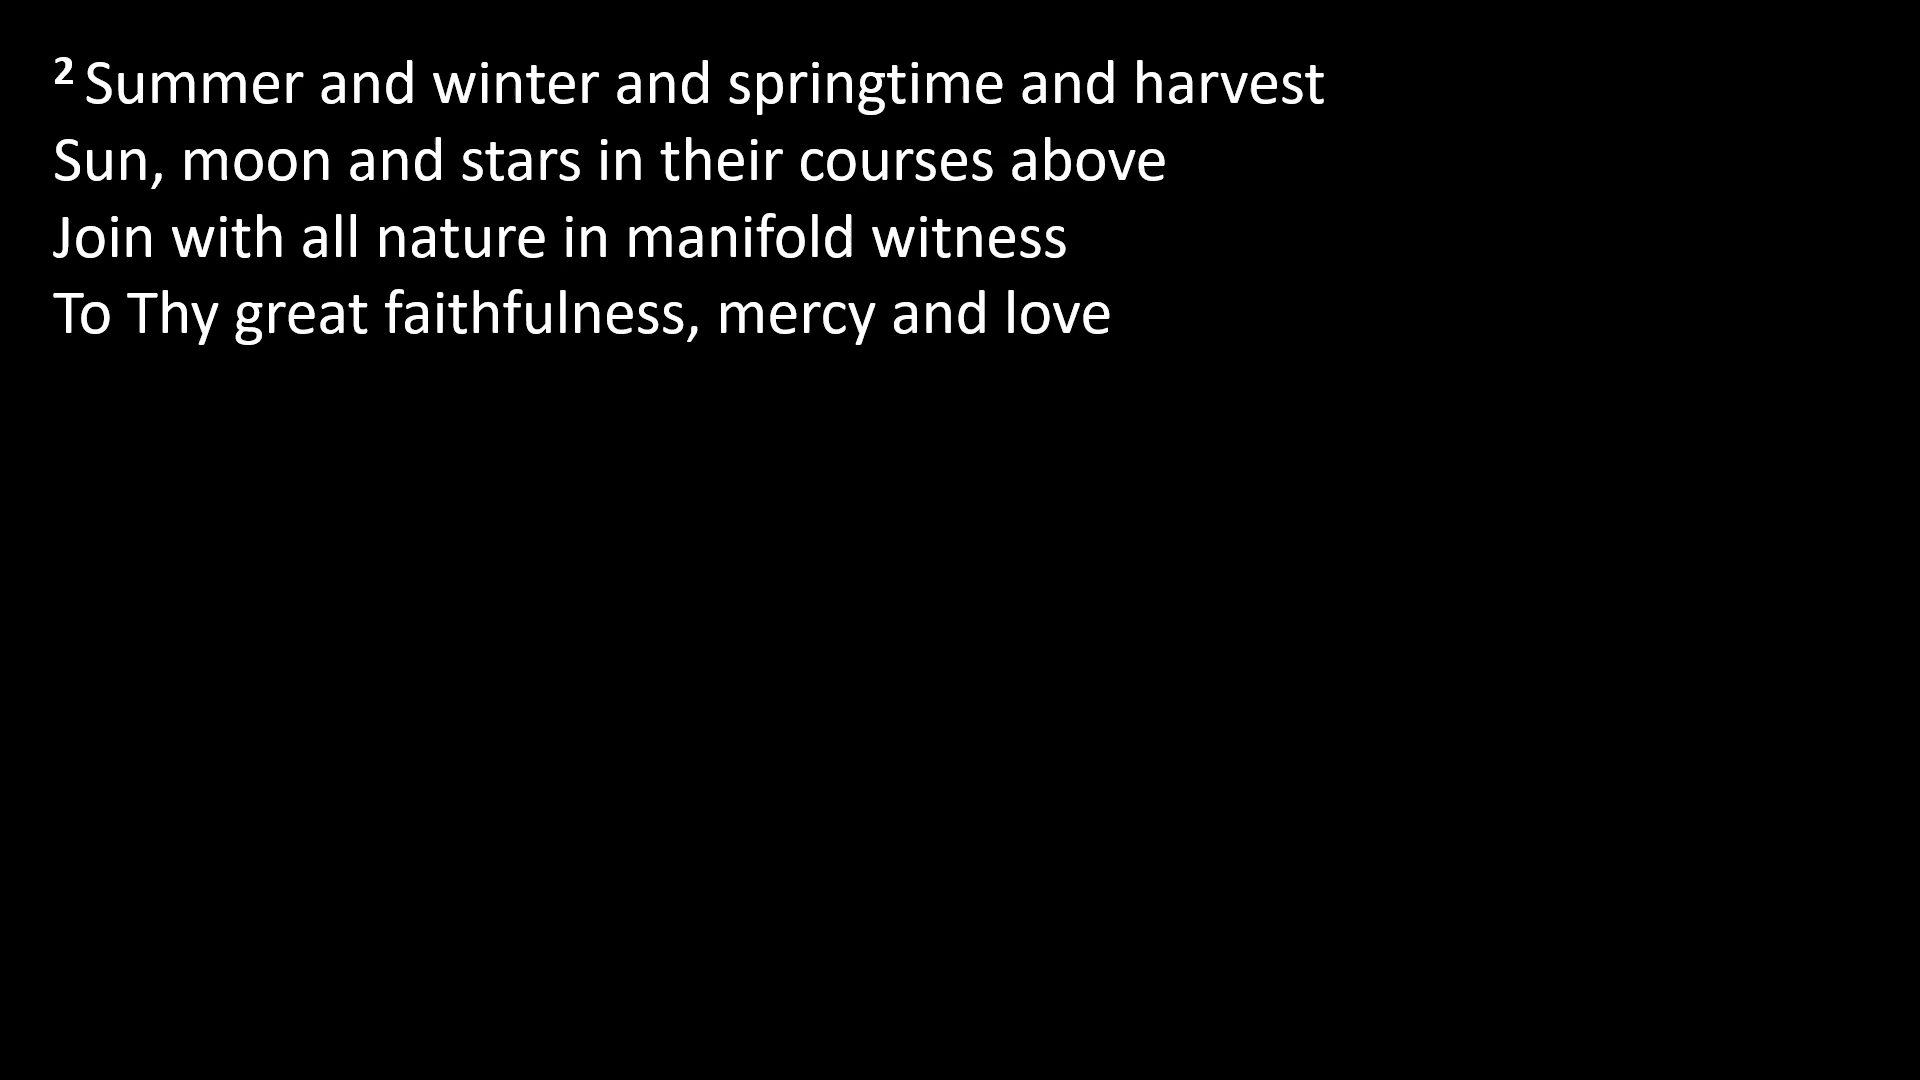 2 Summer and winter and springtime and harvest
Sun, moon and stars in their courses above
Join with all nature in manifold witness
To Thy great faithfulness, mercy and love